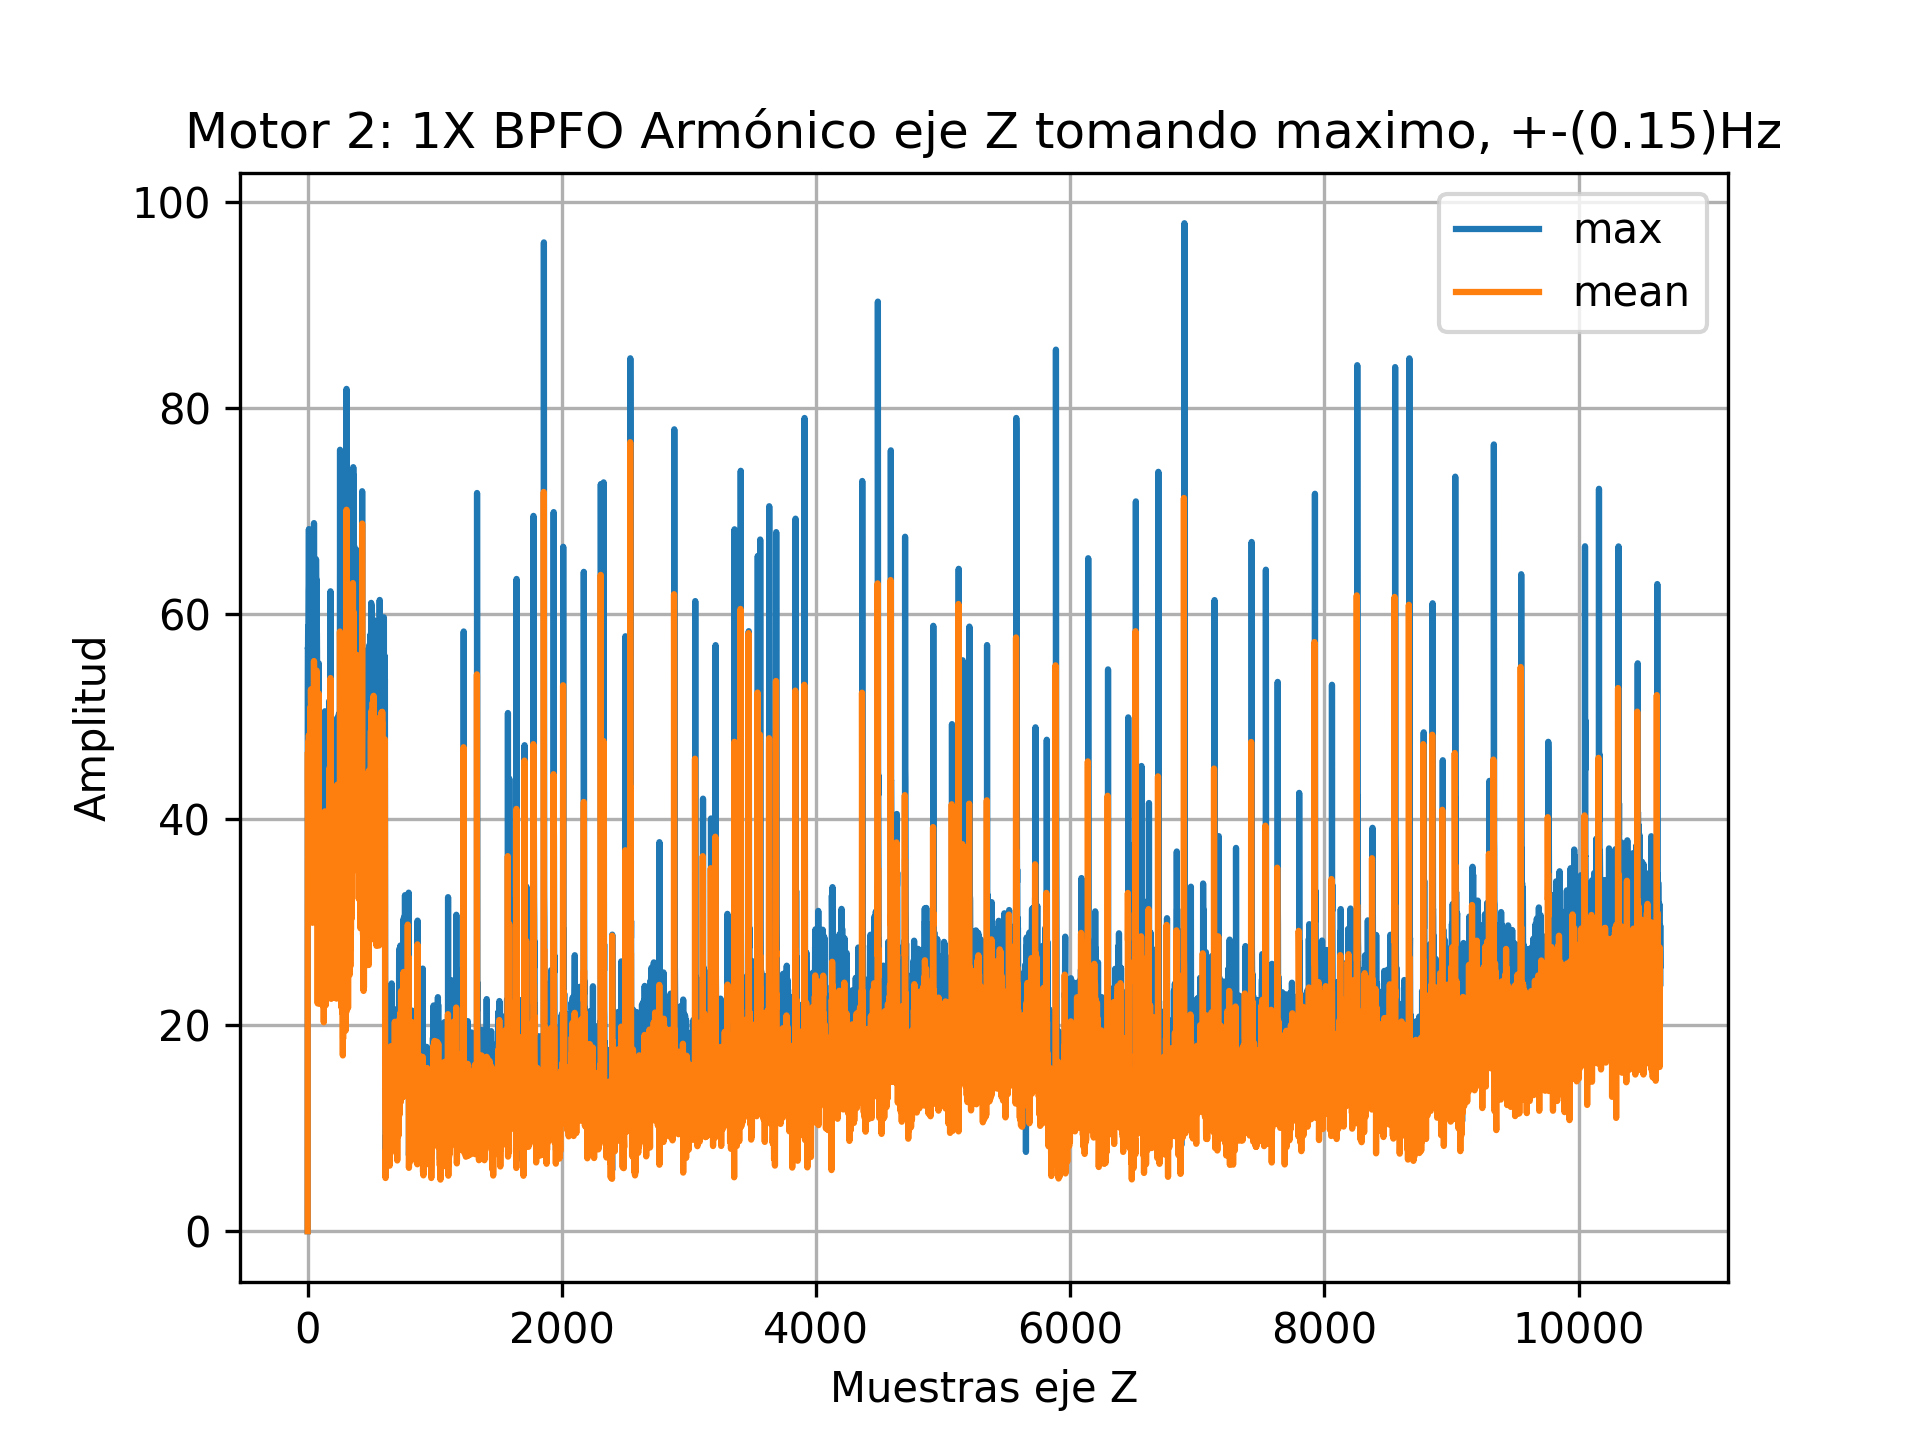 Motor 2: 1X BPFO Armónico eje Z tomando maximo, +-(0.15)Hz
100
80
60
40
20
0
Amplitud
max
mean
0 2000 4000 6000 8000 10000
Muestras eje Z